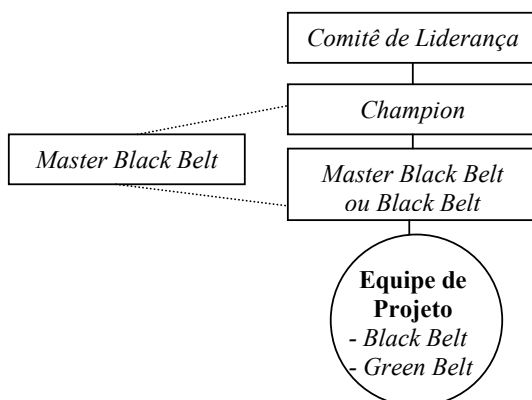 Comitê de Liderança
Champion
Master Black Belt
Master Black Belt
ou Black Belt
Equipe de
Projeto
- Black Belt
- Green Belt